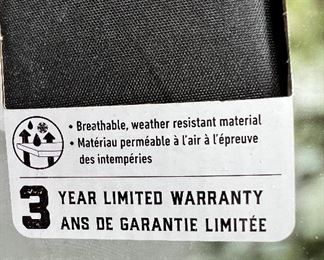 • Breathable, weather resistant material
• Matériau perméable à l'air à l'épreuve
des intempéries
3 YEAR LIMITED WARRANTY
ANS DE GARANTIE LIMITÉE